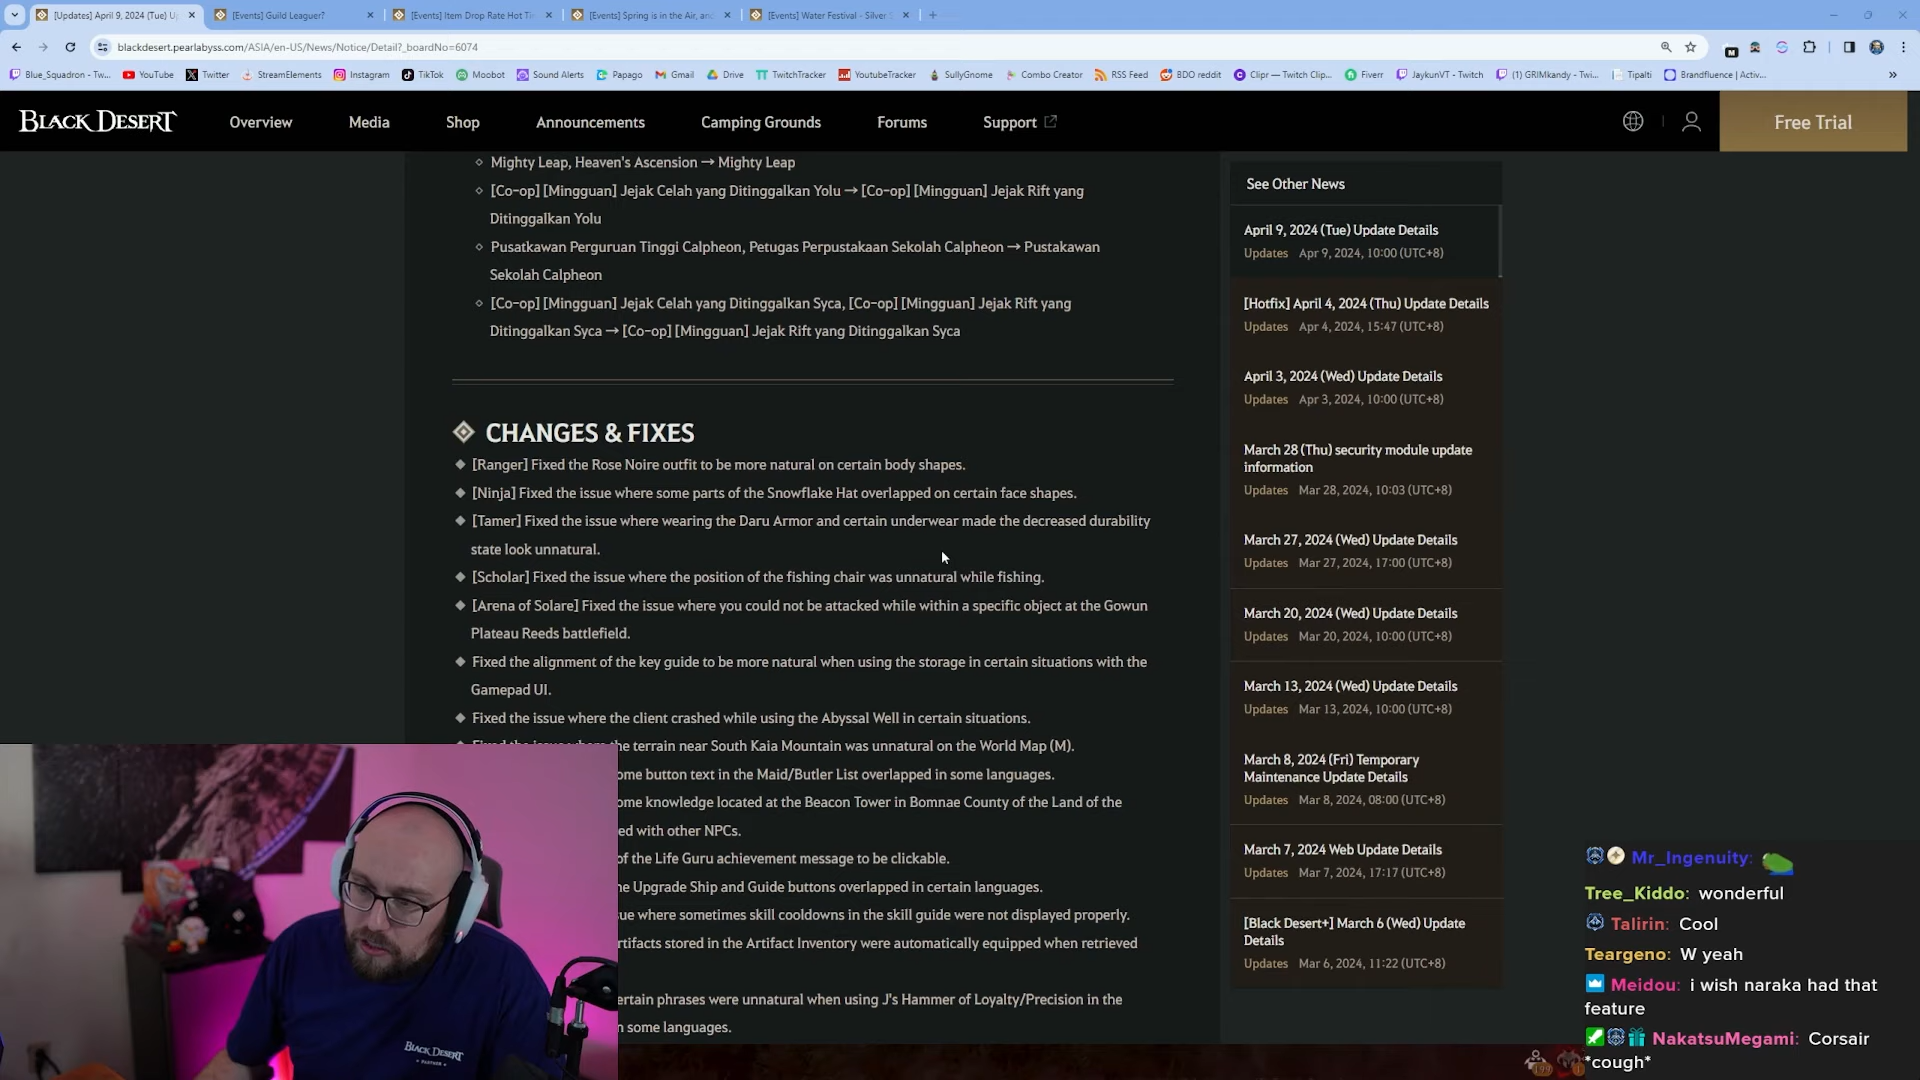 [Updates] April 9, 2024 (Tue) U
[Events] Guild Leaguer?
[Events] Item Drop Rate Hot Ti
[Events] Spring is in the Air, an
[Events] Water Festival - Silver
blackdesert.pearlabyss.com/ASIA/en-US/News/Notice/Detail?_boardNo=6074
Blue_Squadron - Tw...
YouTube
Twitter
StreamElements
Instagram
TikTok
Moobot
Sound Alerts
Papago
Gmail
Drive
TwitchTracker
YoutubeTracker
SullyGnome
Combo Creator
RSS Feed
BDO reddit
Clipr — Twitch Clip...
Fiverr
JaykunVT - Twitch
(1) GRIMkandy - Twi...
Tipalti
Brandfluence | Activ...
BLACK DESERT
Overview
Media
Shop
Announcements
Camping Grounds
Forums
Support
Free Trial
Mighty Leap, Heaven's Ascension → Mighty Leap
[Co-op] [Mingguan] Jejak Celah yang Ditinggalkan Yolu → [Co-op] [Mingguan] Jejak Rift yang
Ditinggalkan Yolu
Pusatkawan Perguruan Tinggi Calpheon, Petugas Perpustakaan Sekolah Calpheon → Pustakawan
Sekolah Calpheon
[Co-op] [Mingguan] Jejak Celah yang Ditinggalkan Syca, [Co-op] [Mingguan] Jejak Rift yang
Ditinggalkan Syca → [Co-op] [Mingguan] Jejak Rift yang Ditinggalkan Syca
CHANGES & FIXES
[Ranger] Fixed the Rose Noire outfit to be more natural on certain body shapes.
[Ninja] Fixed the issue where some parts of the Snowflake Hat overlapped on certain face shapes.
[Tamer] Fixed the issue where wearing the Daru Armor and certain underwear made the decreased durability
state look unnatural.
[Scholar] Fixed the issue where the position of the fishing chair was unnatural while fishing.
[Arena of Solare] Fixed the issue where you could not be attacked while within a specific object at the Gowun
Plateau Reeds battlefield.
Fixed the alignment of the key guide to be more natural when using the storage in certain situations with the
Gamepad UI.
Fixed the issue where the client crashed while using the Abyssal Well in certain situations.
Fixed the issue where the terrain near South Kaia Mountain was unnatural on the World Map (M).
ome button text in the Maid/Butler List overlapped in some languages.
ome knowledge located at the Beacon Tower in Bomnae County of the Land of the
ed with other NPCs.
of the Life Guru achievement message to be clickable.
he Upgrade Ship and Guide buttons overlapped in certain languages.
ue where sometimes skill cooldowns in the skill guide were not displayed properly.
rtifacts stored in the Artifact Inventory were automatically equipped when retrieved
ertain phrases were unnatural when using J's Hammer of Loyalty/Precision in the
n some languages.
See Other News
April 9, 2024 (Tue) Update Details
Updates Apr 9, 2024, 10:00 (UTC+8)
[Hotfix] April 4, 2024 (Thu) Update Details
Updates Apr 4, 2024, 15:47 (UTC+8)
April 3, 2024 (Wed) Update Details
Updates Apr 3, 2024, 10:00 (UTC+8)
March 28 (Thu) security module update
information
Updates Mar 28, 2024, 10:03 (UTC+8)
March 27, 2024 (Wed) Update Details
Updates Mar 27, 2024, 17:00 (UTC+8)
March 20, 2024 (Wed) Update Details
Updates Mar 20, 2024, 10:00 (UTC+8)
March 13, 2024 (Wed) Update Details
Updates Mar 13, 2024, 10:00 (UTC+8)
March 8, 2024 (Fri) Temporary
Maintenance Update Details
Updates Mar 8, 2024, 08:00 (UTC+8)
March 7, 2024 Web Update Details
Updates Mar 7, 2024, 17:17 (UTC+8)
[Black Desert+] March 6 (Wed) Update
Details
Updates Mar 6, 2024, 11:22 (UTC+8)
Mr_Ingenuity:
Tree_Kiddo: wonderful
Talirin: Cool
Teargeno: W yeah
Meidou: i wish naraka had that
feature
NakatsuMegami: Corsair
*cough*
BLACK DESERT
PARTNER